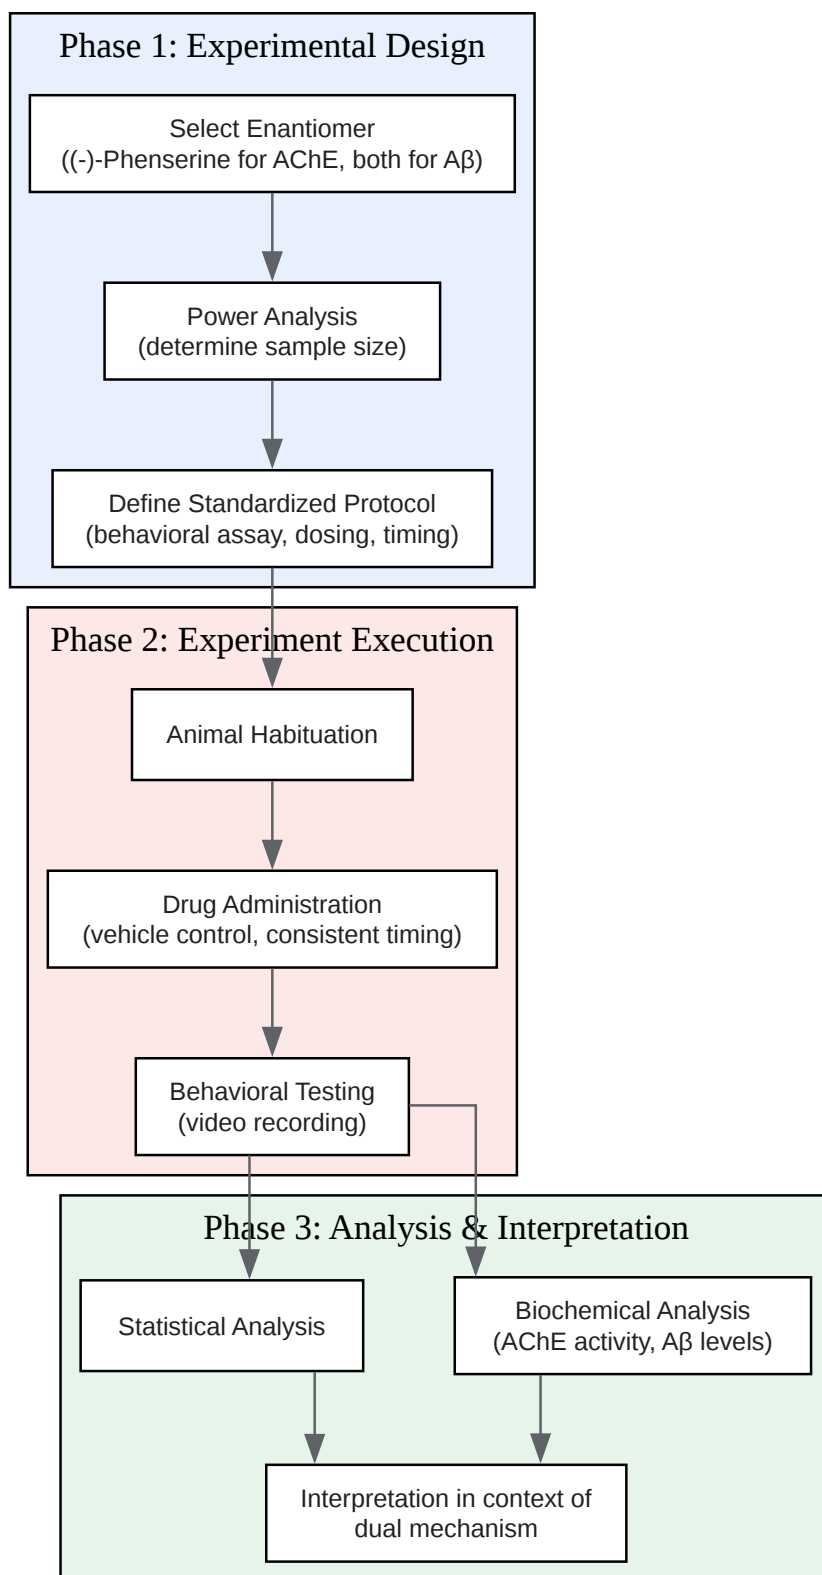 Phase 1: Experimental Design
Select Enantiomer
((-)-Phenserine for AChE, both for Aβ)
Power Analysis
(determine sample size)
Define Standardized Protocol
(behavioral assay, dosing, timing)
Phase 2: Experiment Execution
Animal Habituation
Drug Administration
(vehicle control, consistent timing)
Behavioral Testing
(video recording)
Phase 3: Analysis & Interpretation
Statistical Analysis
Biochemical Analysis
(AChE activity, Aβ levels)
Interpretation in context of
dual mechanism